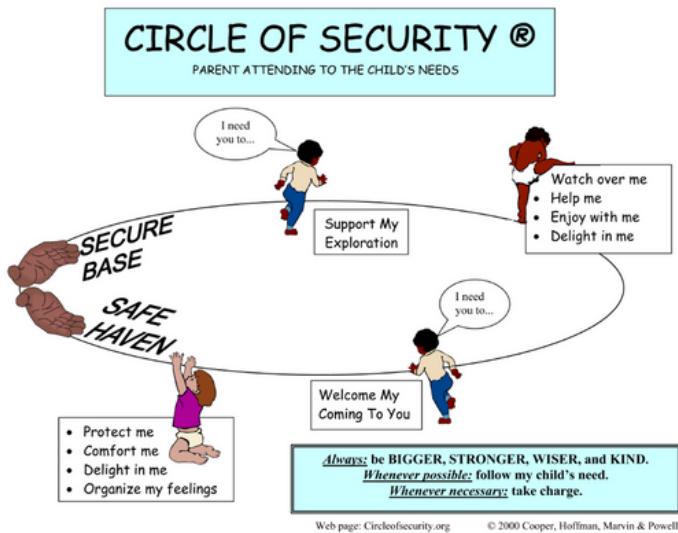 CIRCLE OF SECURITY ®
PARENT ATTENDING TO THE CHILD'S NEEDS
I need
you to...
Support My
Exploration
Watch over me
• Help me
• Enjoy with me
• Delight in me
SECURE
BASE
SAFE
HAVEN
I need
you to...
Welcome My
Coming To You
• Protect me
• Comfort me
• Delight in me
• Organize my feelings
Always: be BIGGER, STRONGER, WISER, and KIND.
Whenever possible: follow my child's need.
Whenever necessary: take charge.
Web page: Circleofsecurity.org © 2000 Cooper, Hoffman, Marvin & Powell